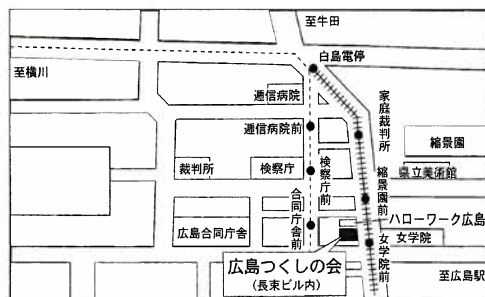 至牛田
白島電停
至横川
逓信病院
家庭裁判所
逓信病院前
縮景園
裁判所
検察庁
検察庁前
県立美術館
縮景園前
合同庁舎前
ハローワーク広島
広島合同庁舎
女学院
女学院前
広島つくしの会
(長束ビル内)
至広島駅